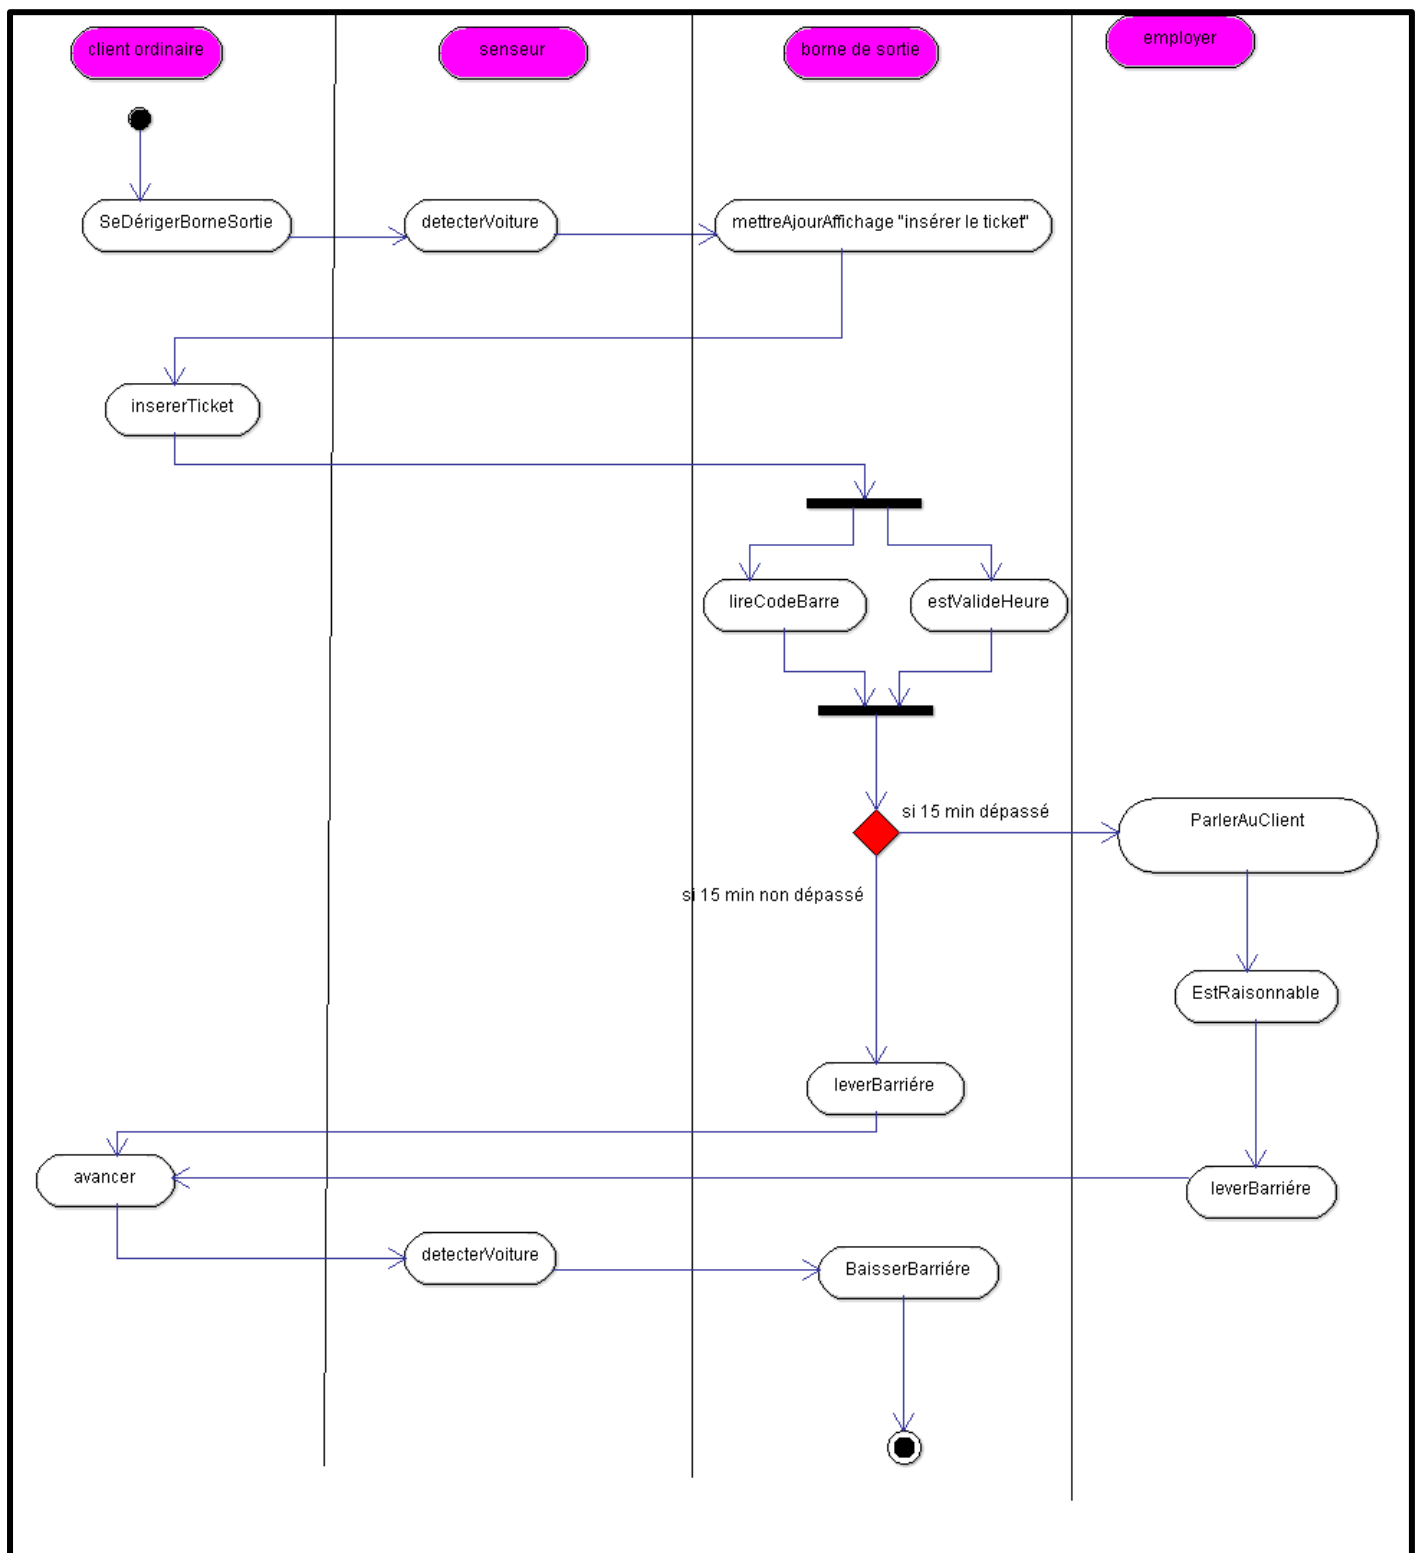 client ordinaire
senseur
borne de sortie
employer
SeDérigerBorneSortie
detecterVoiture
mettreAjourAffichage "insérer le ticket"
insererTicket
lireCodeBarre
estValideHeure
si 15 min dépassé
ParlerAuClient
si 15 min non dépassé
EstRaisonnable
leverBarriére
avancer
leverBarriére
detecterVoiture
BaisserBarriére